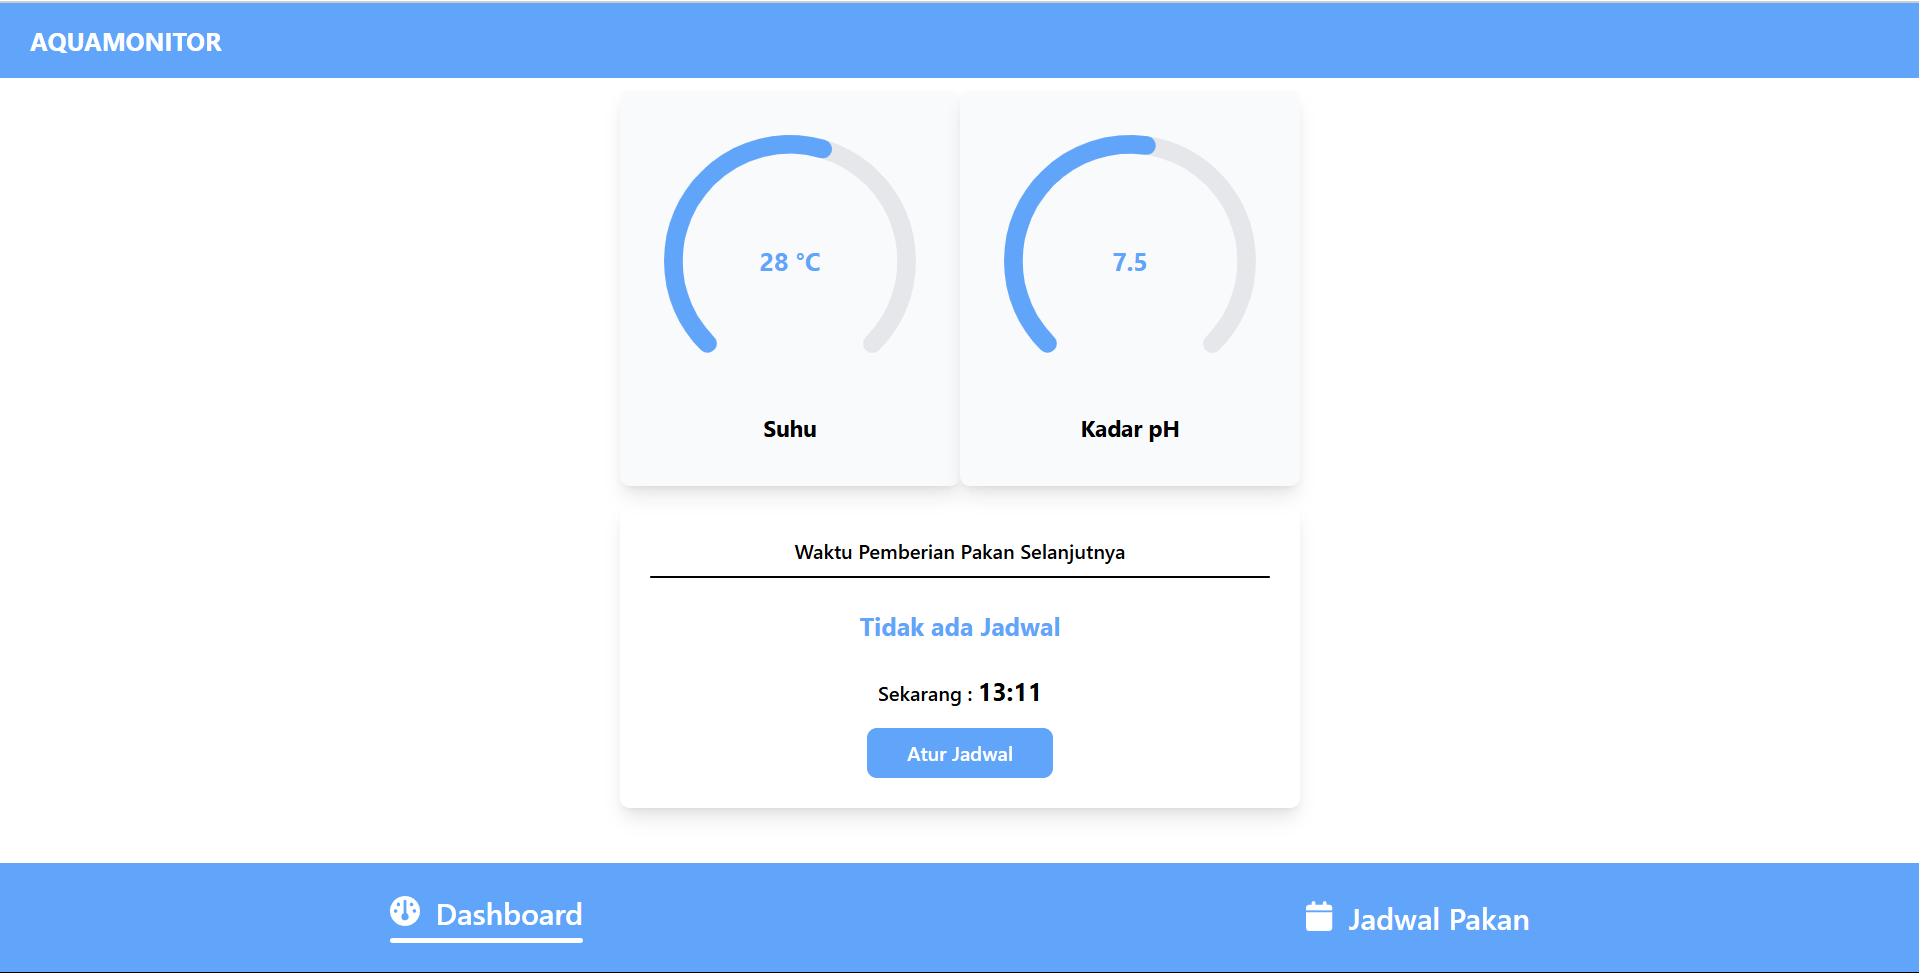 AQUAMONITOR
28 °C
7.5
Suhu
Kadar pH
Waktu Pemberian Pakan Selanjutnya
Tidak ada Jadwal
Sekarang : 13:11
Atur Jadwal
Dashboard
Jadwal Pakan